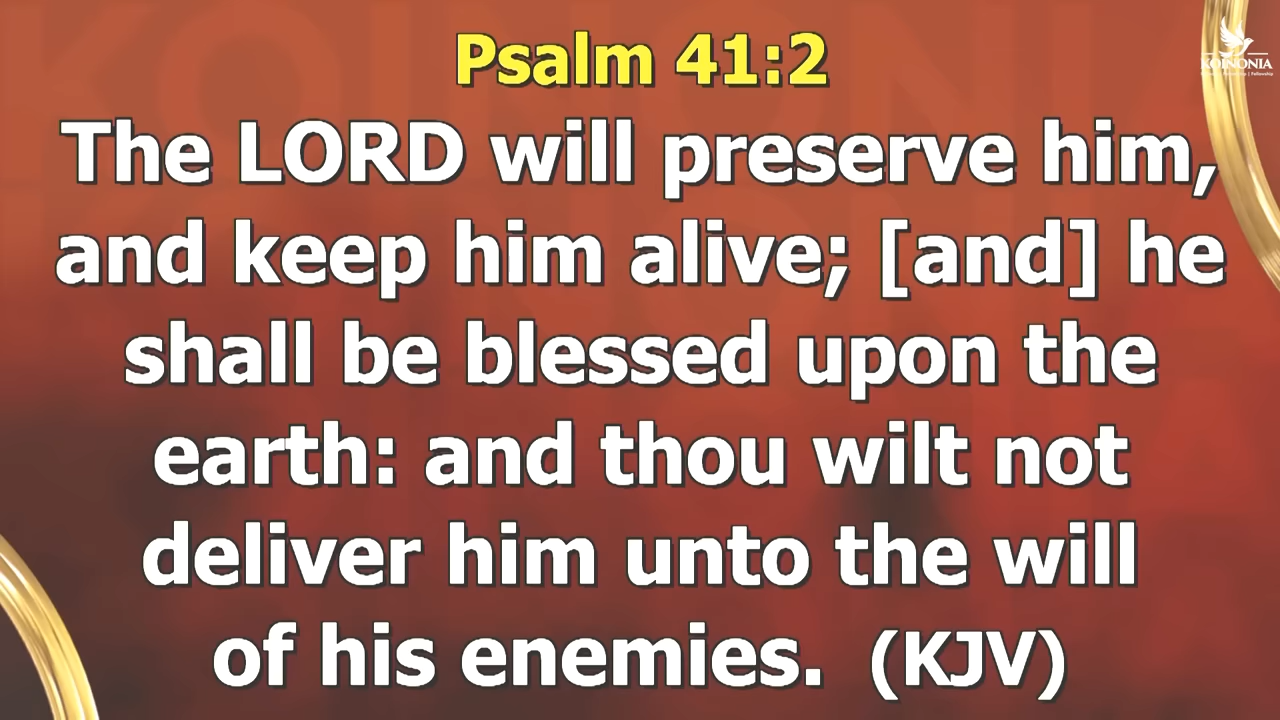 Psalm 41:2
KOINONIA
The LORD will preserve him,
and keep him alive; [and] he
shall be blessed upon the
earth: and thou wilt not
deliver him unto the will
of his enemies. (KJV)